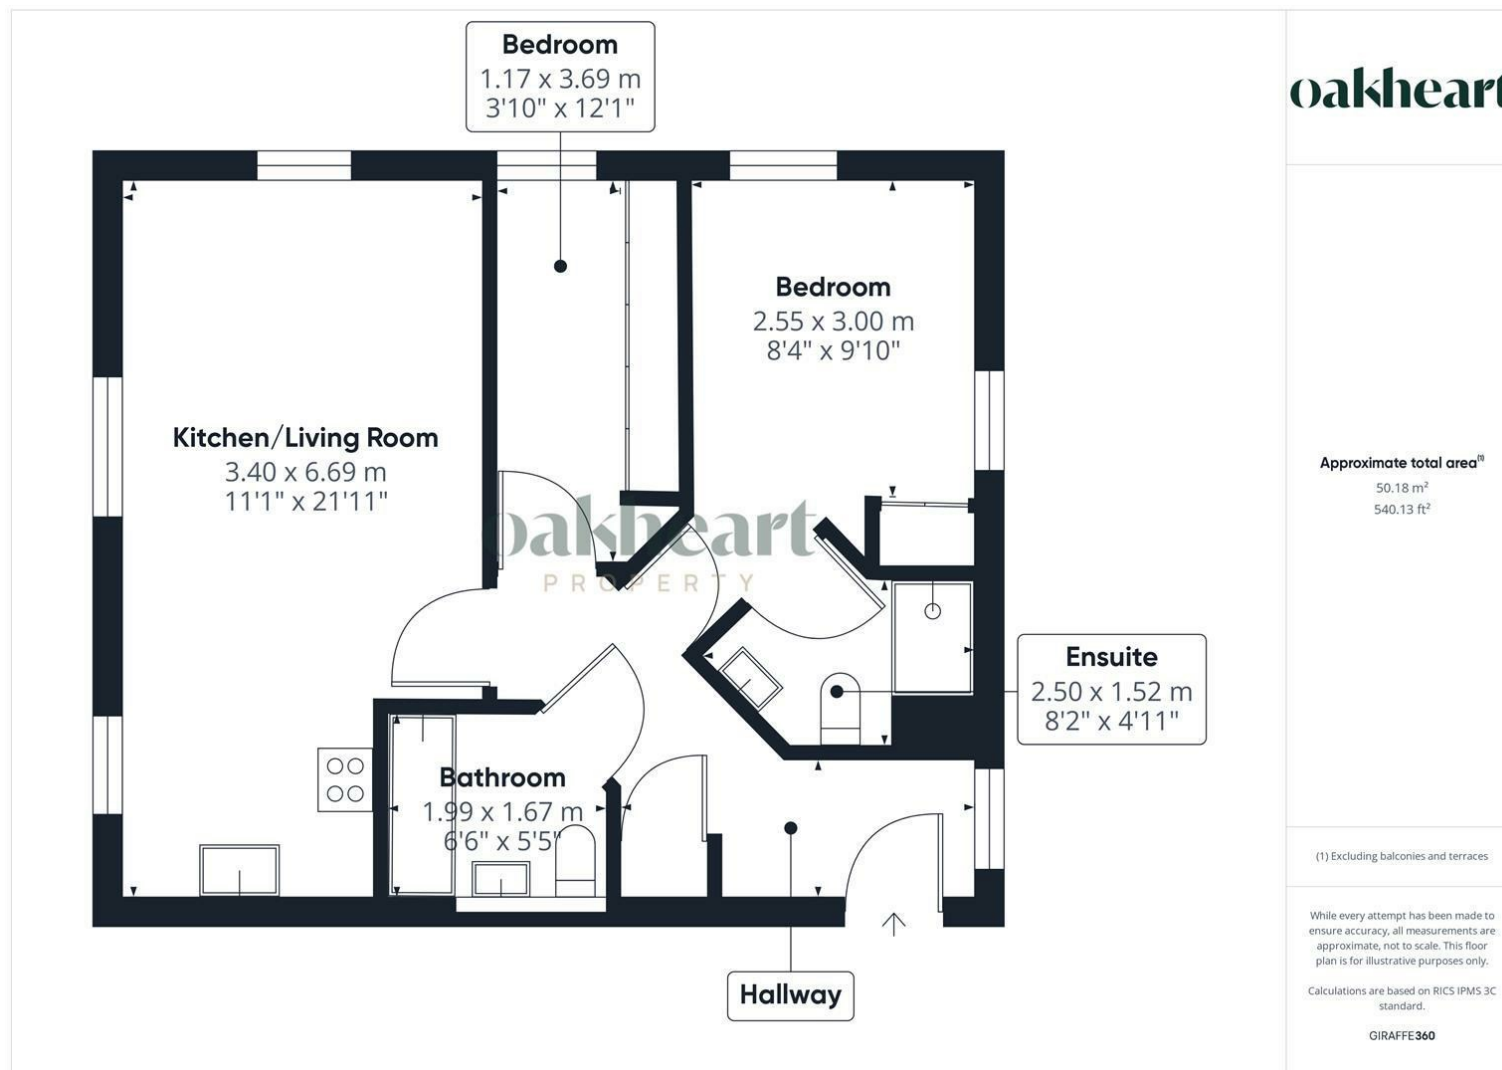 Bedroom
1.17 x 3.69 m
3'10" x 12'1"
Bedroom
2.55 x 3.00 m
8'4" x 9'10"
Kitchen/Living Room
3.40 x 6.69 m
11'1" x 21'11"
oakheart
PROPERTY
Ensuite
2.50 x 1.52 m
8'2" x 4'11"
Bathroom
1.99 x 1.67 m
6'6" x 5'5"
Hallway
oakheart
Approximate total area(1)
50.18 m²
540.13 ft²
(1) Excluding balconies and terraces
While every attempt has been made to
ensure accuracy, all measurements are
approximate, not to scale. This floor
plan is for illustrative purposes only.
Calculations are based on RICS IPMS 3C
standard.
GIRAFFE360